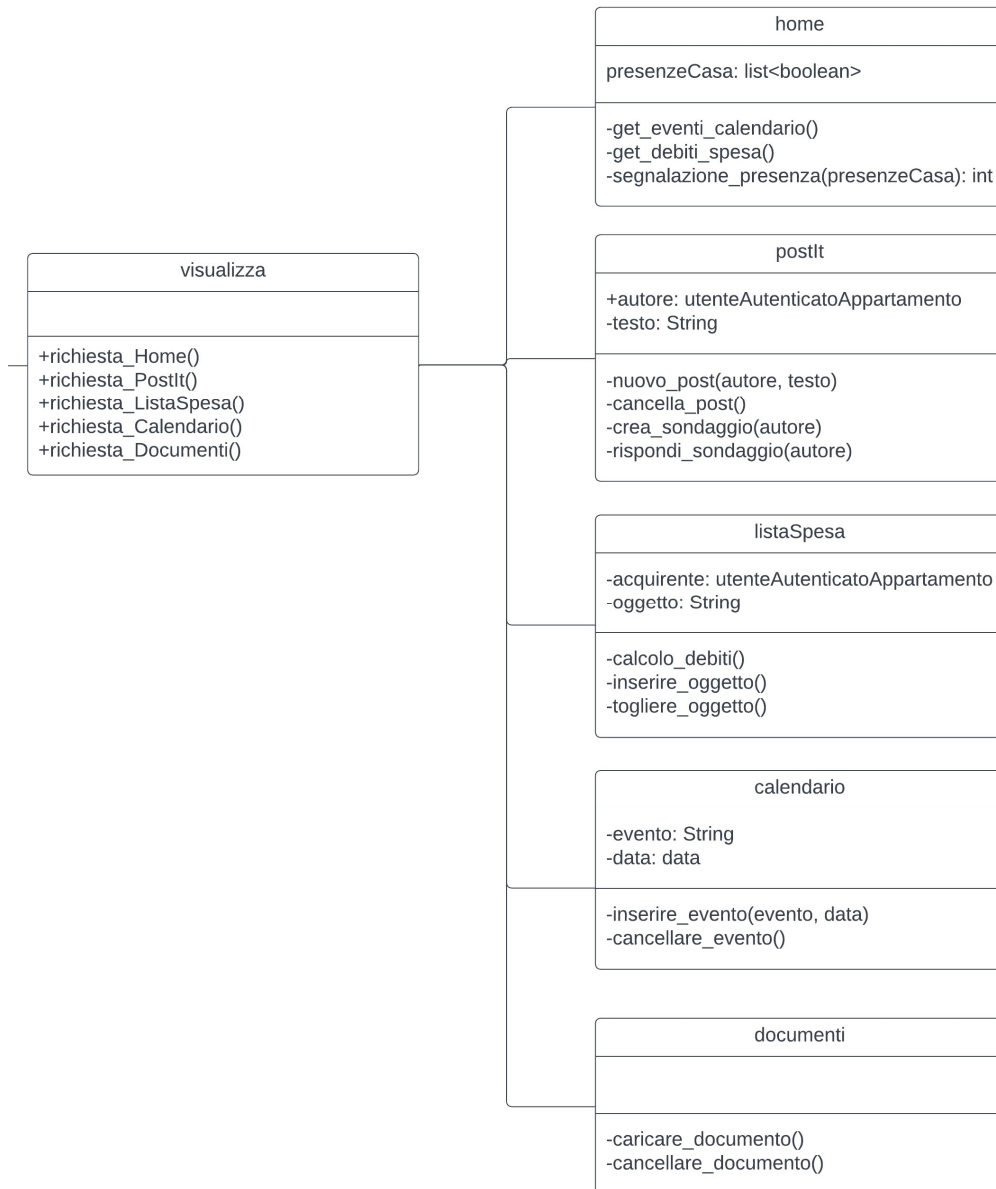 home
presenzeCasa: list<boolean>
-get_eventi_calendario()
-get_debiti_spesa()
-segnalazione_presenza(presenzeCasa): int
visualizza
+richiesta_Home()
+richiesta_PostIt()
+richiesta_ListaSpesa()
+richiesta_Calendario()
+richiesta_Documenti()
postIt
+autore: utenteAutenticatoAppartamento
-testo: String
-nuovo_post(autore, testo)
-cancella_post()
-crea_sondaggio(autore)
-rispondi_sondaggio(autore)
listaSpesa
-acquirente: utenteAutenticatoAppartamento
-oggetto: String
-calcolo_debiti()
-inserire_oggetto()
-togliere_oggetto()
calendario
-evento: String
-data: data
-inserire_evento(evento, data)
-cancellare_evento()
documenti
-caricare_documento()
-cancellare_documento()